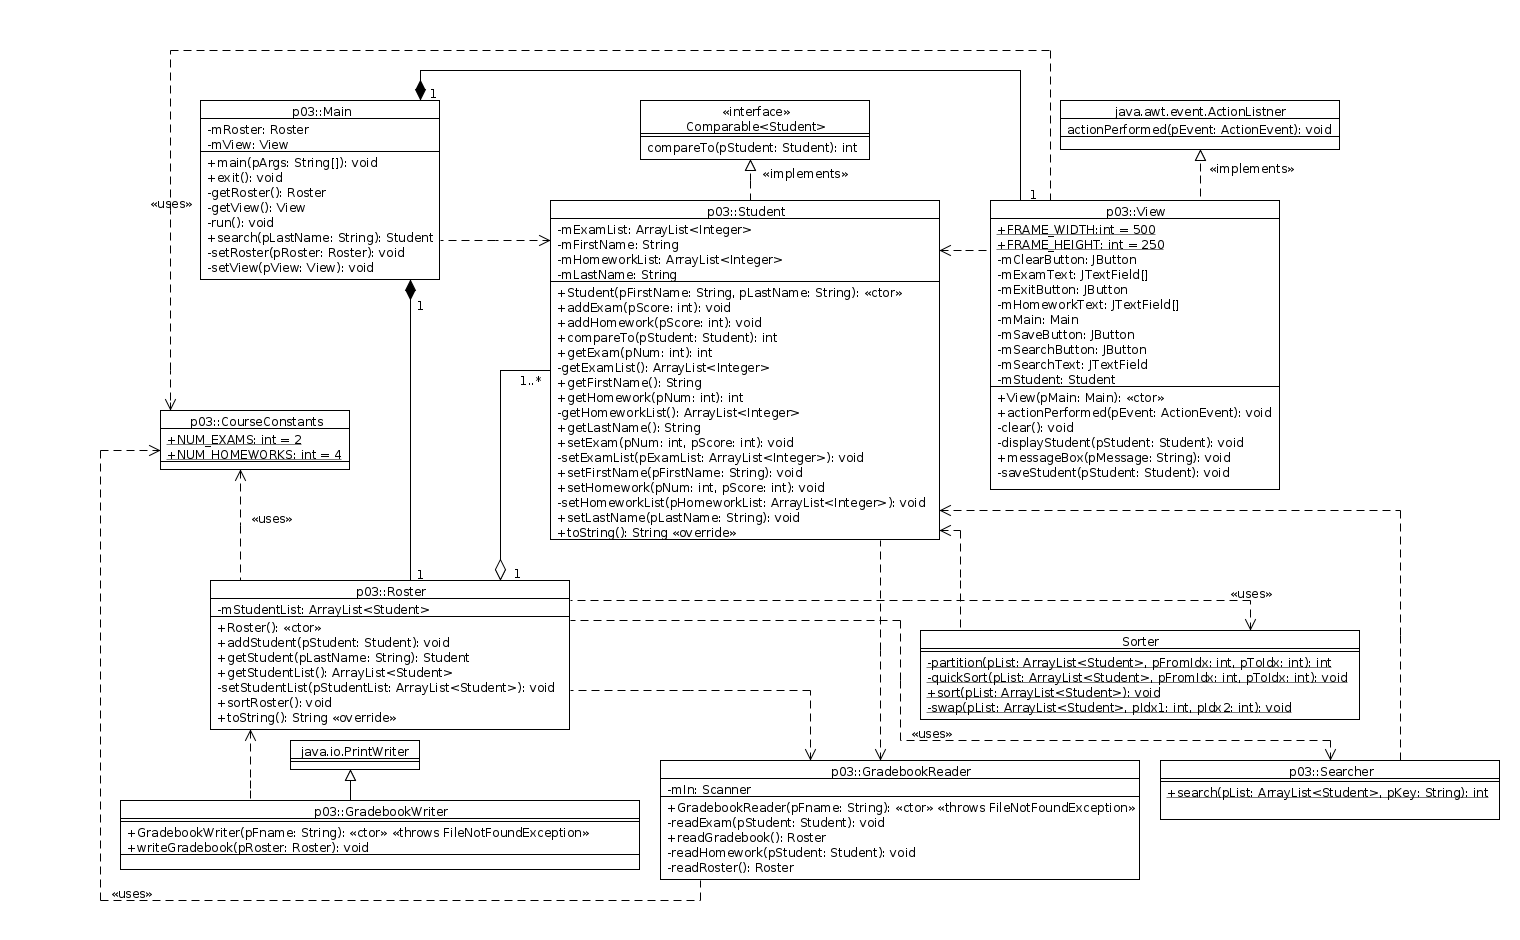 p03::Main
-mRoster: Roster
-mView: View
+main(pArgs: String[]): void
+exit(): void
-getRoster(): Roster
-getView(): View
-run(): void
+search(pLastName: String): Student
-setRoster(pRoster: Roster): void
-setView(pView: View): void
1
1
«uses»
«interface»
Comparable<Student>
compareTo(pStudent: Student): int
«implements»
java.awt.event.ActionListner
actionPerformed(pEvent: ActionEvent): void
«implements»
1
p03::Student
-mExamList: ArrayList<Integer>
-mFirstName: String
-mHomeworkList: ArrayList<Integer>
-mLastName: String
+Student(pFirstName: String, pLastName: String): «ctor»
+addExam(pScore: int): void
+addHomework(pScore: int): void
+compareTo(pStudent: Student): int
+getExam(pNum: int): int
-getExamList(): ArrayList<Integer>
+getFirstName(): String
+getHomework(pNum: int): int
-getHomeworkList(): ArrayList<Integer>
+getLastName(): String
+setExam(pNum: int, pScore: int): void
-setExamList(pExamList: ArrayList<Integer>): void
+setFirstName(pFirstName: String): void
+setHomework(pNum: int, pScore: int): void
-setHomeworkList(pHomeworkList: ArrayList<Integer>): void
+setLastName(pLastName: String): void
+toString(): String «override»
1..*
p03::View
+FRAME_WIDTH:int = 500
+FRAME_HEIGHT: int = 250
-mClearButton: JButton
-mExamText: JTextField[]
-mExitButton: JButton
-mHomeworkText: JTextField[]
-mMain: Main
-mSaveButton: JButton
-mSearchButton: JButton
-mSearchText: JTextField
-mStudent: Student
+View(pMain: Main): «ctor»
+actionPerformed(pEvent: ActionEvent): void
-clear(): void
-displayStudent(pStudent: Student): void
+messageBox(pMessage: String): void
-saveStudent(pStudent: Student): void
p03::CourseConstants
+NUM_EXAMS: int = 2
+NUM_HOMEWORKS: int = 4
«uses»
1
1
p03::Roster
-mStudentList: ArrayList<Student>
+Roster(): «ctor»
+addStudent(pStudent: Student): void
+getStudent(pLastName: String): Student
+getStudentList(): ArrayList<Student>
-setStudentList(pStudentList: ArrayList<Student>): void
+sortRoster(): void
+toString(): String «override»
«uses»
Sorter
-partition(pList: ArrayList<Student>, pFromIdx: int, pToIdx: int): int
-quickSort(pList: ArrayList<Student>, pFromIdx: int, pToIdx: int): void
+sort(pList: ArrayList<Student>): void
-swap(pList: ArrayList<Student>, pIdx1: int, pIdx2: int): void
«uses»
java.io.PrintWriter
p03::GradebookWriter
+GradebookWriter(pFname: String): «ctor» «throws FileNotFoundException»
+writeGradebook(pRoster: Roster): void
p03::GradebookReader
-mIn: Scanner
+GradebookReader(pFname: String): «ctor» «throws FileNotFoundException»
-readExam(pStudent: Student): void
+readGradebook(): Roster
-readHomework(pStudent: Student): void
-readRoster(): Roster
p03::Searcher
+search(pList: ArrayList<Student>, pKey: String): int
«uses»